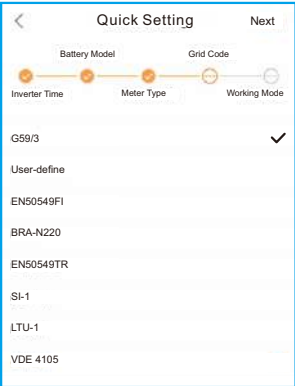 Quick Setting
Next
Battery Model
Grid Code
Inverter Time
Meter Type
Working Mode
G59/3
User-define
EN50549FI
BRA-N220
EN50549TR
SI-1
LTU-1
VDE 4105